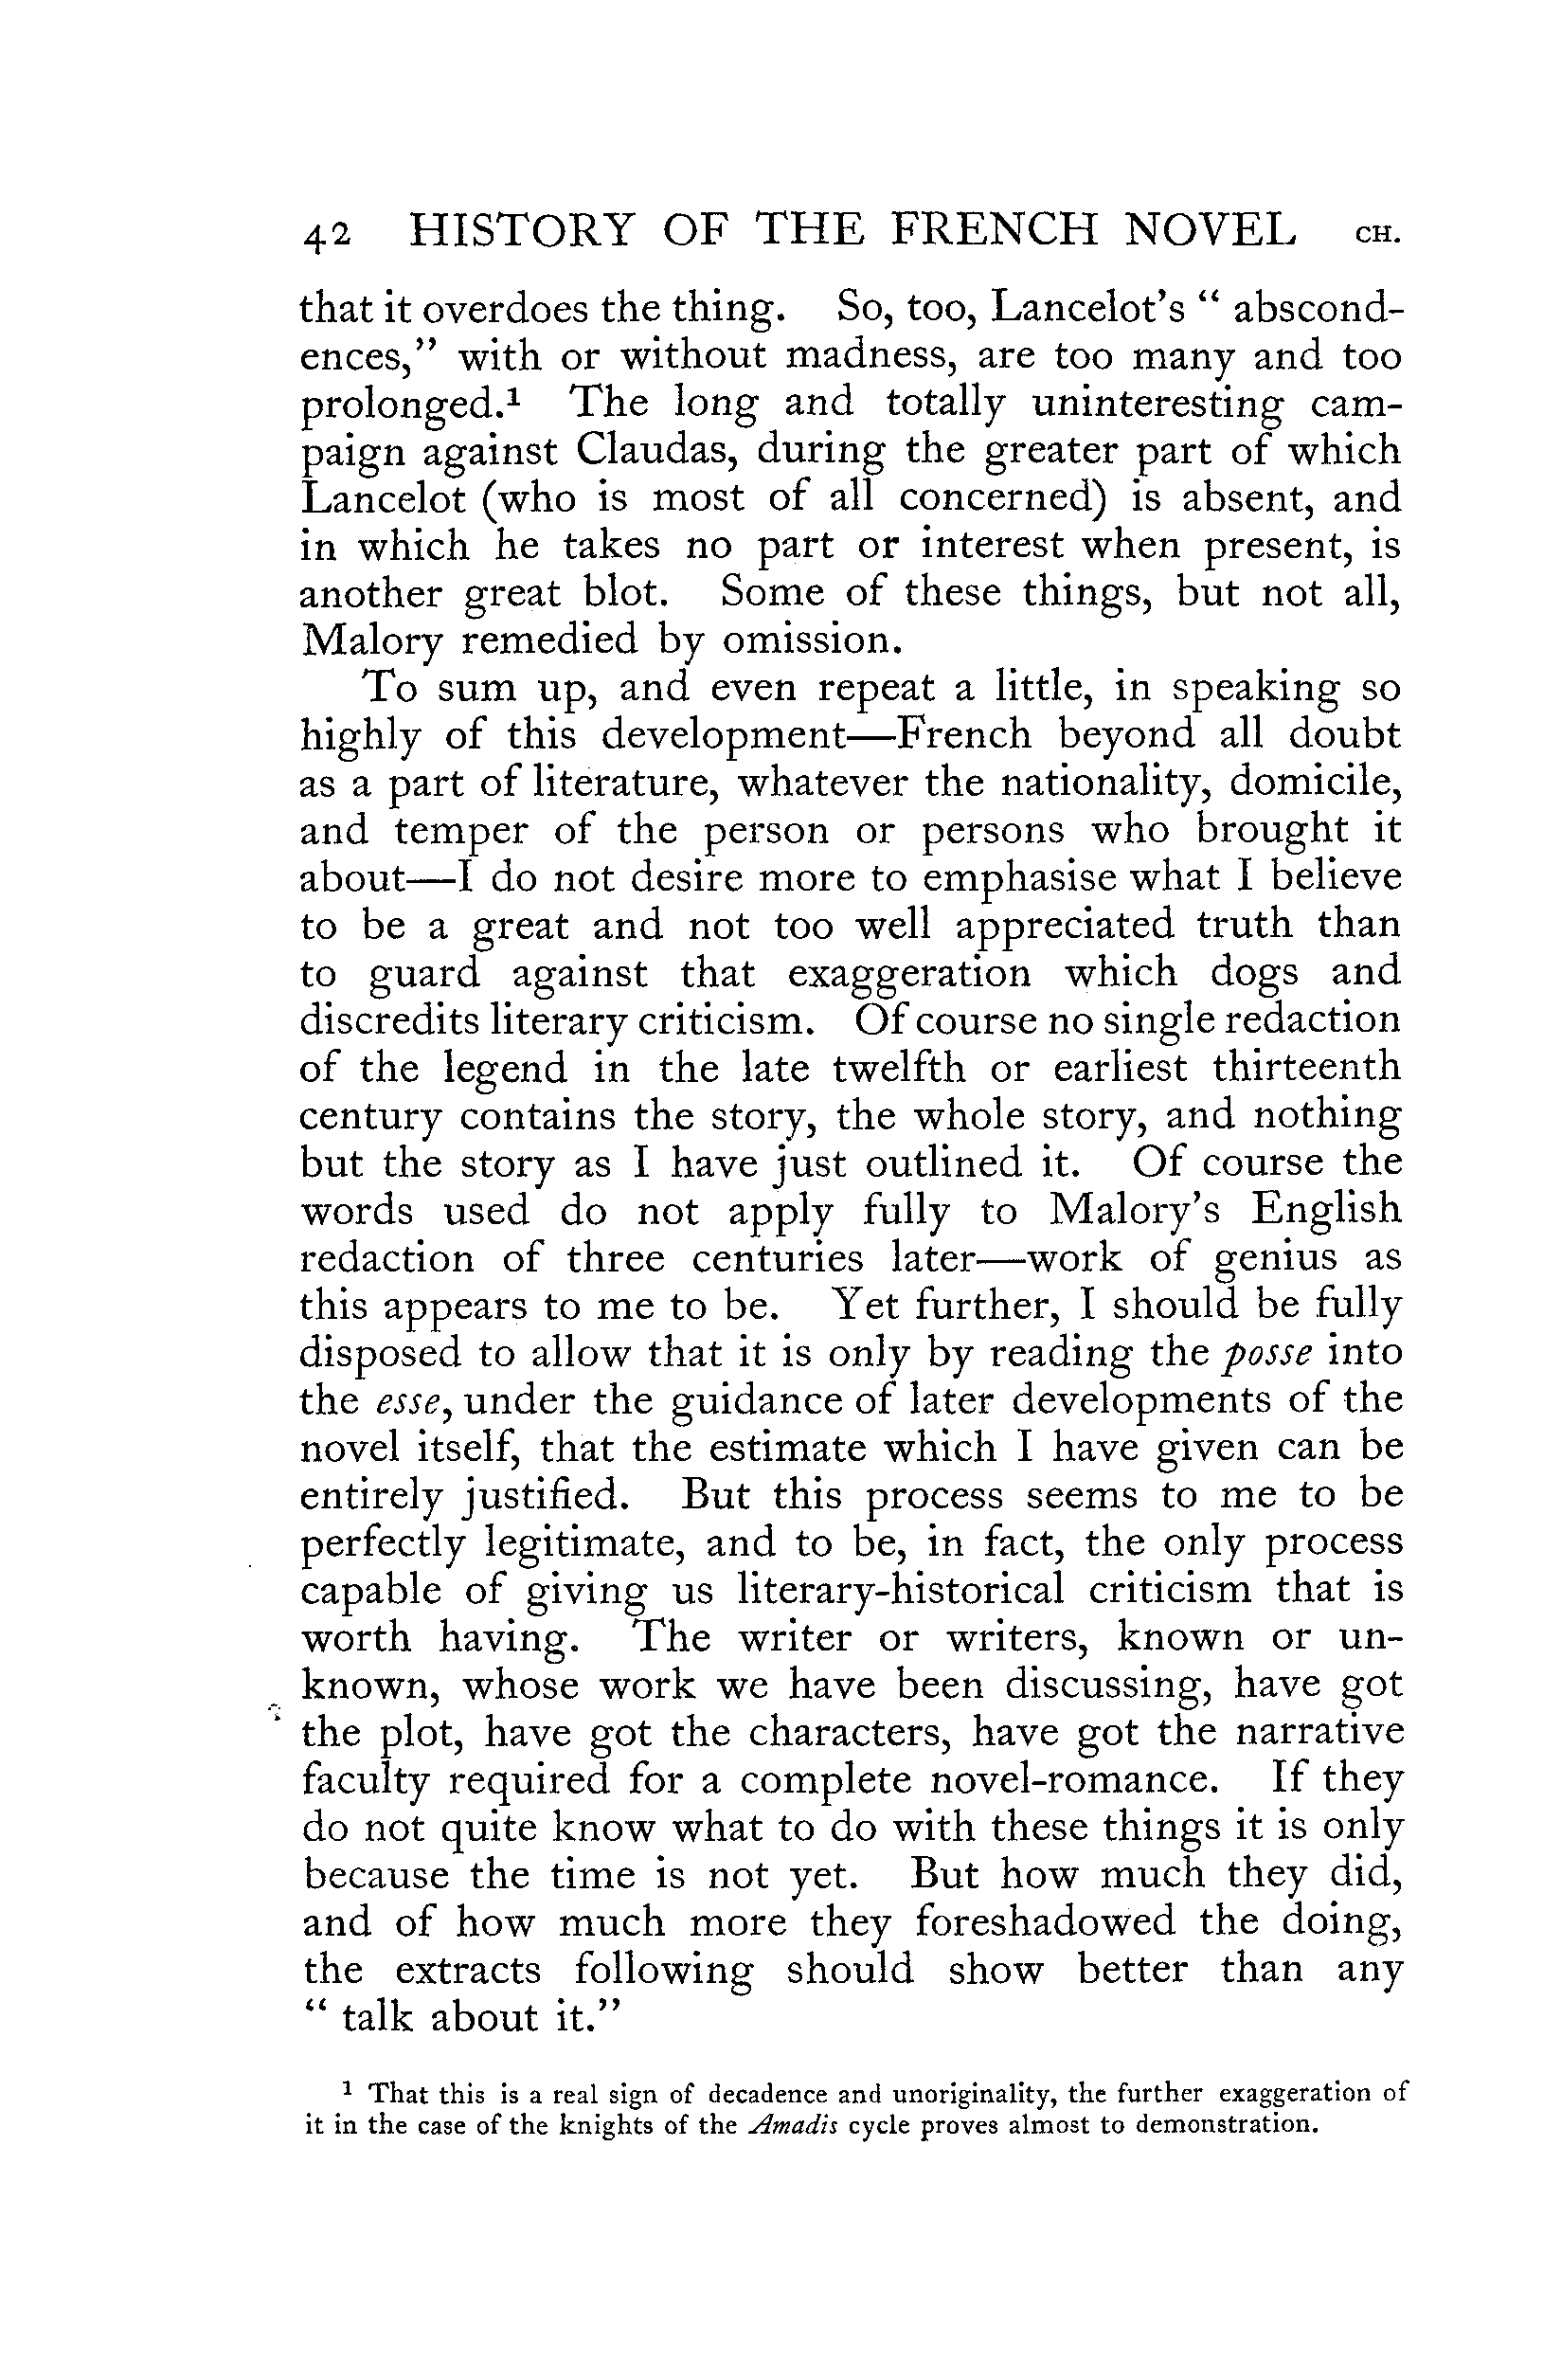 42 HISTORY OF THE FRENCH NOVEL CH.
that it overdoes the thing. So, too, Lancelot's “ abscond-
ences,” with or without madness, are too many and too
prolonged.¹ The long and totally uninteresting cam-
paign against Claudas, during the greater part of which
Lancelot (who is most of all concerned) is absent, and
in which he takes no part or interest when present, is
another great blot. Some of these things, but not all,
Malory remedied by omission.
To sum up, and even repeat a little, in speaking so
highly of this development—French beyond all doubt
as a part of literature, whatever the nationality, domicile,
and temper of the person or persons who brought it
about—I do not desire more to emphasise what I believe
to be a great and not too well appreciated truth than
to guard against that exaggeration which dogs and
discredits literary criticism. Of course no single redaction
of the legend in the late twelfth or earliest thirteenth
century contains the story, the whole story, and nothing
but the story as I have just outlined it. Of course the
words used do not apply fully to Malory's English
redaction of three centuries later—work of genius as
this appears to me to be. Yet further, I should be fully
disposed to allow that it is only by reading the posse into
the esse, under the guidance of later developments of the
novel itself, that the estimate which I have given can be
entirely justified. But this process seems to me to be
perfectly legitimate, and to be, in fact, the only process
capable of giving us literary-historical criticism that is
worth having. The writer or writers, known or un-
known, whose work we have been discussing, have got
the plot, have got the characters, have got the narrative
faculty required for a complete novel-romance. If they
do not quite know what to do with these things it is only
because the time is not yet. But how much they did,
and of how much more they foreshadowed the doing,
the extracts following should show better than any
“ talk about it.”
¹ That this is a real sign of decadence and unoriginality, the further exaggeration of
it in the case of the knights of the Amadis cycle proves almost to demonstration.